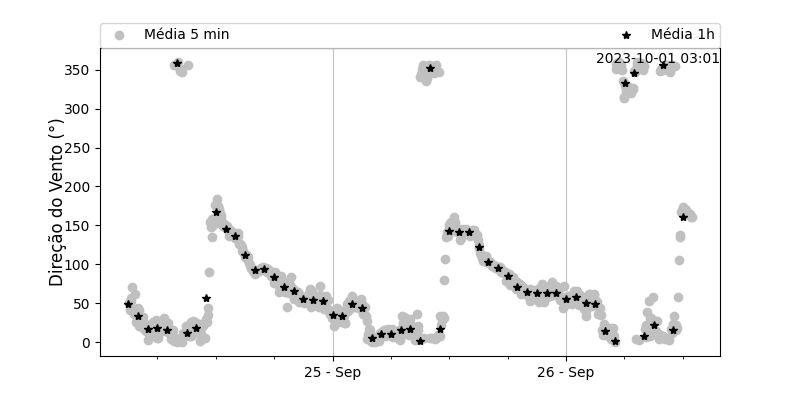 Média 5 min
Média 1h
2023-10-01 03:01
Direção do Vento (°)
350
300
250
200
150
100
50
0
25 - Sep
26 - Sep